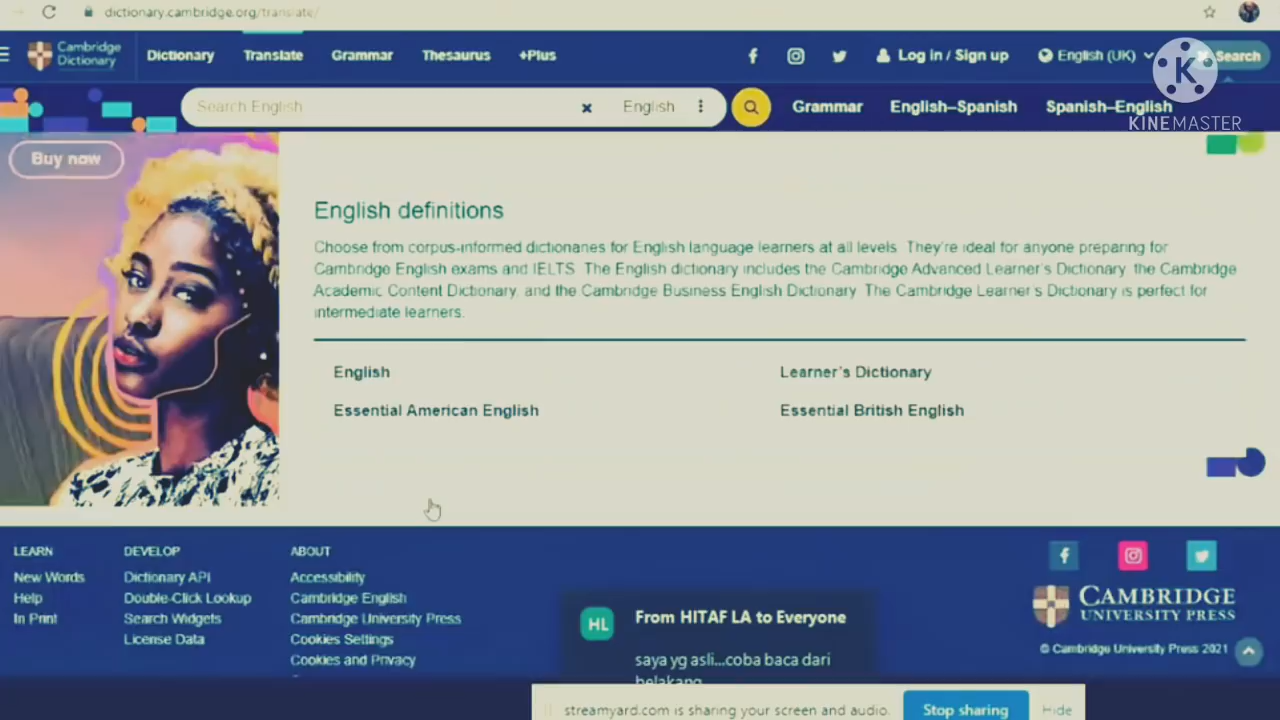 dictionary.cambridge.org/translate/
Cambridge Dictionary
Dictionary Translate Grammar Thesaurus +Plus
Log in / Sign up English (UK) Search
K
KINEMASTER
Search English English Grammar English–Spanish Spanish–English
Buy now
English definitions
Choose from corpus-informed dictionaries for English language learners at all levels. They're ideal for anyone preparing for
Cambridge English exams and IELTS. The English dictionary includes the Cambridge Advanced Learner's Dictionary, the Cambridge
Academic Content Dictionary, and the Cambridge Business English Dictionary. The Cambridge Learner's Dictionary is perfect for
intermediate learners.
English Learner's Dictionary
Essential American English Essential British English
LEARN
New Words
Help
In Print
DEVELOP
Dictionary API
Double-Click Lookup
Search Widgets
License Data
ABOUT
Accessibility
Cambridge English
Cambridge University Press
Cookies Settings
Cookies and Privacy
CAMBRIDGE
UNIVERSITY PRESS
© Cambridge University Press 2021
HL
From HITAF LA to Everyone
saya yg asli...coba baca dari
belakang
streamyard.com is sharing your screen and audio. Stop sharing Hide